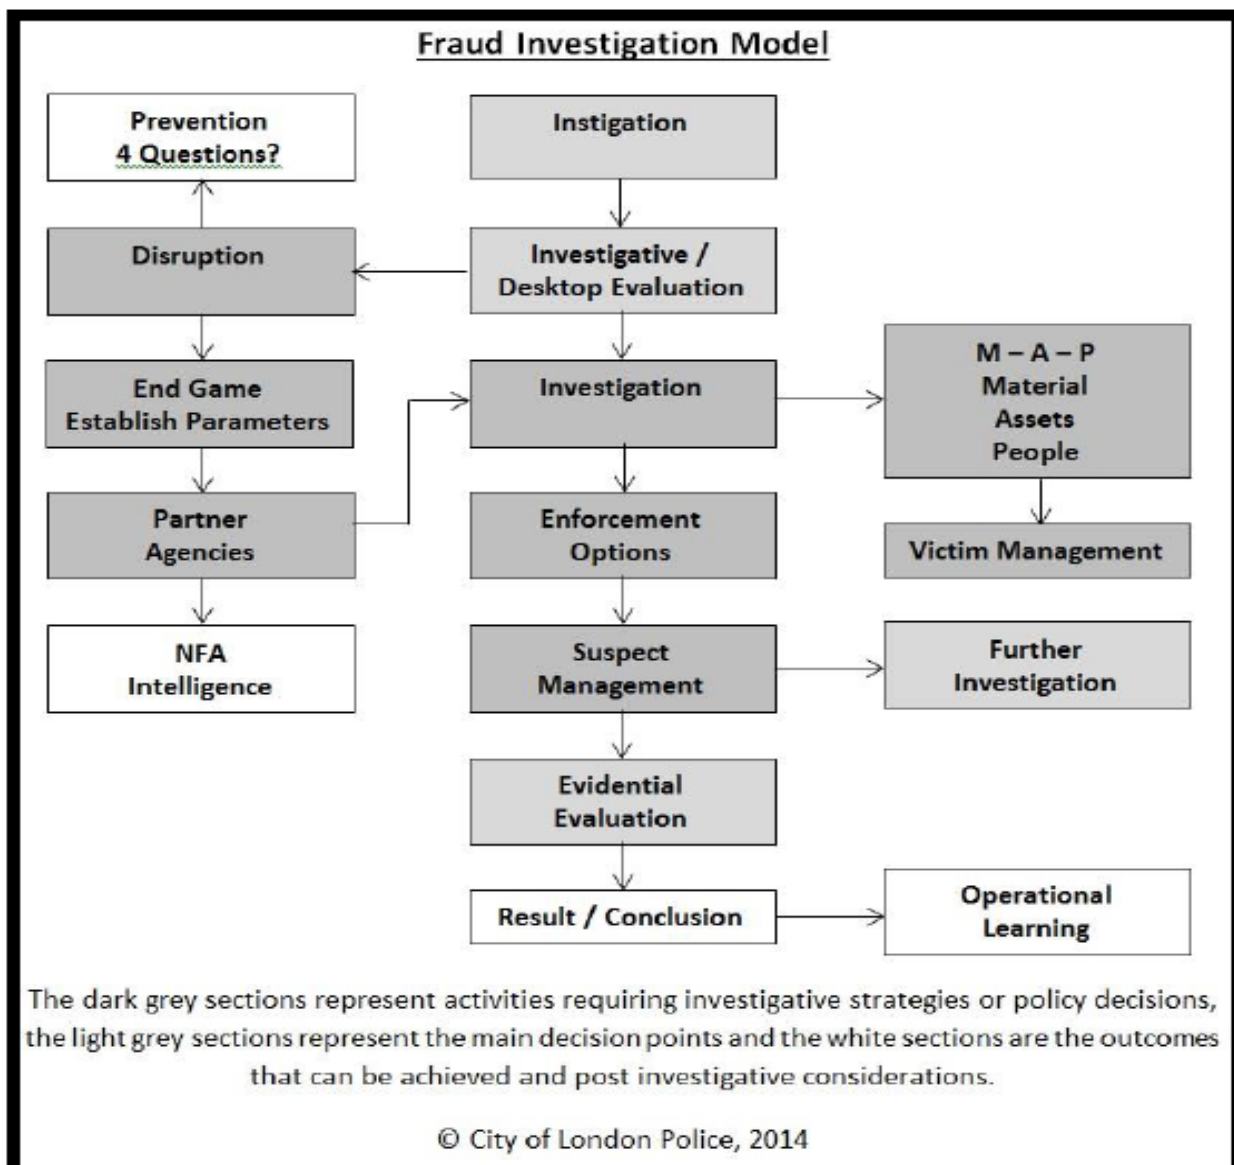 Fraud Investigation Model
Prevention
4 Questions?
Instigation
Disruption
Investigative /
Desktop Evaluation
End Game
Establish Parameters
Investigation
M – A – P
Material
Assets
People
Partner
Agencies
Enforcement
Options
Victim Management
NFA
Intelligence
Suspect
Management
Further
Investigation
Evidential
Evaluation
Result / Conclusion
Operational
Learning
The dark grey sections represent activities requiring investigative strategies or policy decisions,
the light grey sections represent the main decision points and the white sections are the outcomes
that can be achieved and post investigative considerations.
© City of London Police, 2014